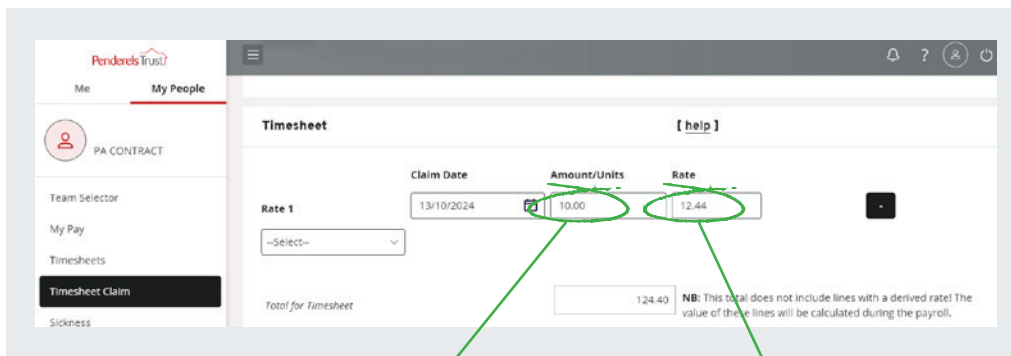 Penderels Trust
?
Me My People
PA CONTRACT
Team Selector
My Pay
Timesheets
Timesheet Claim
Sickness
Timesheet [ help ]
Claim Date Amount/Units Rate
Rate 1 13/10/2024 10.00 12.44 -
--Select--
Total for Timesheet 124.40 NB: This total does not include lines with a derived rate! The
value of these lines will be calculated during the payroll.